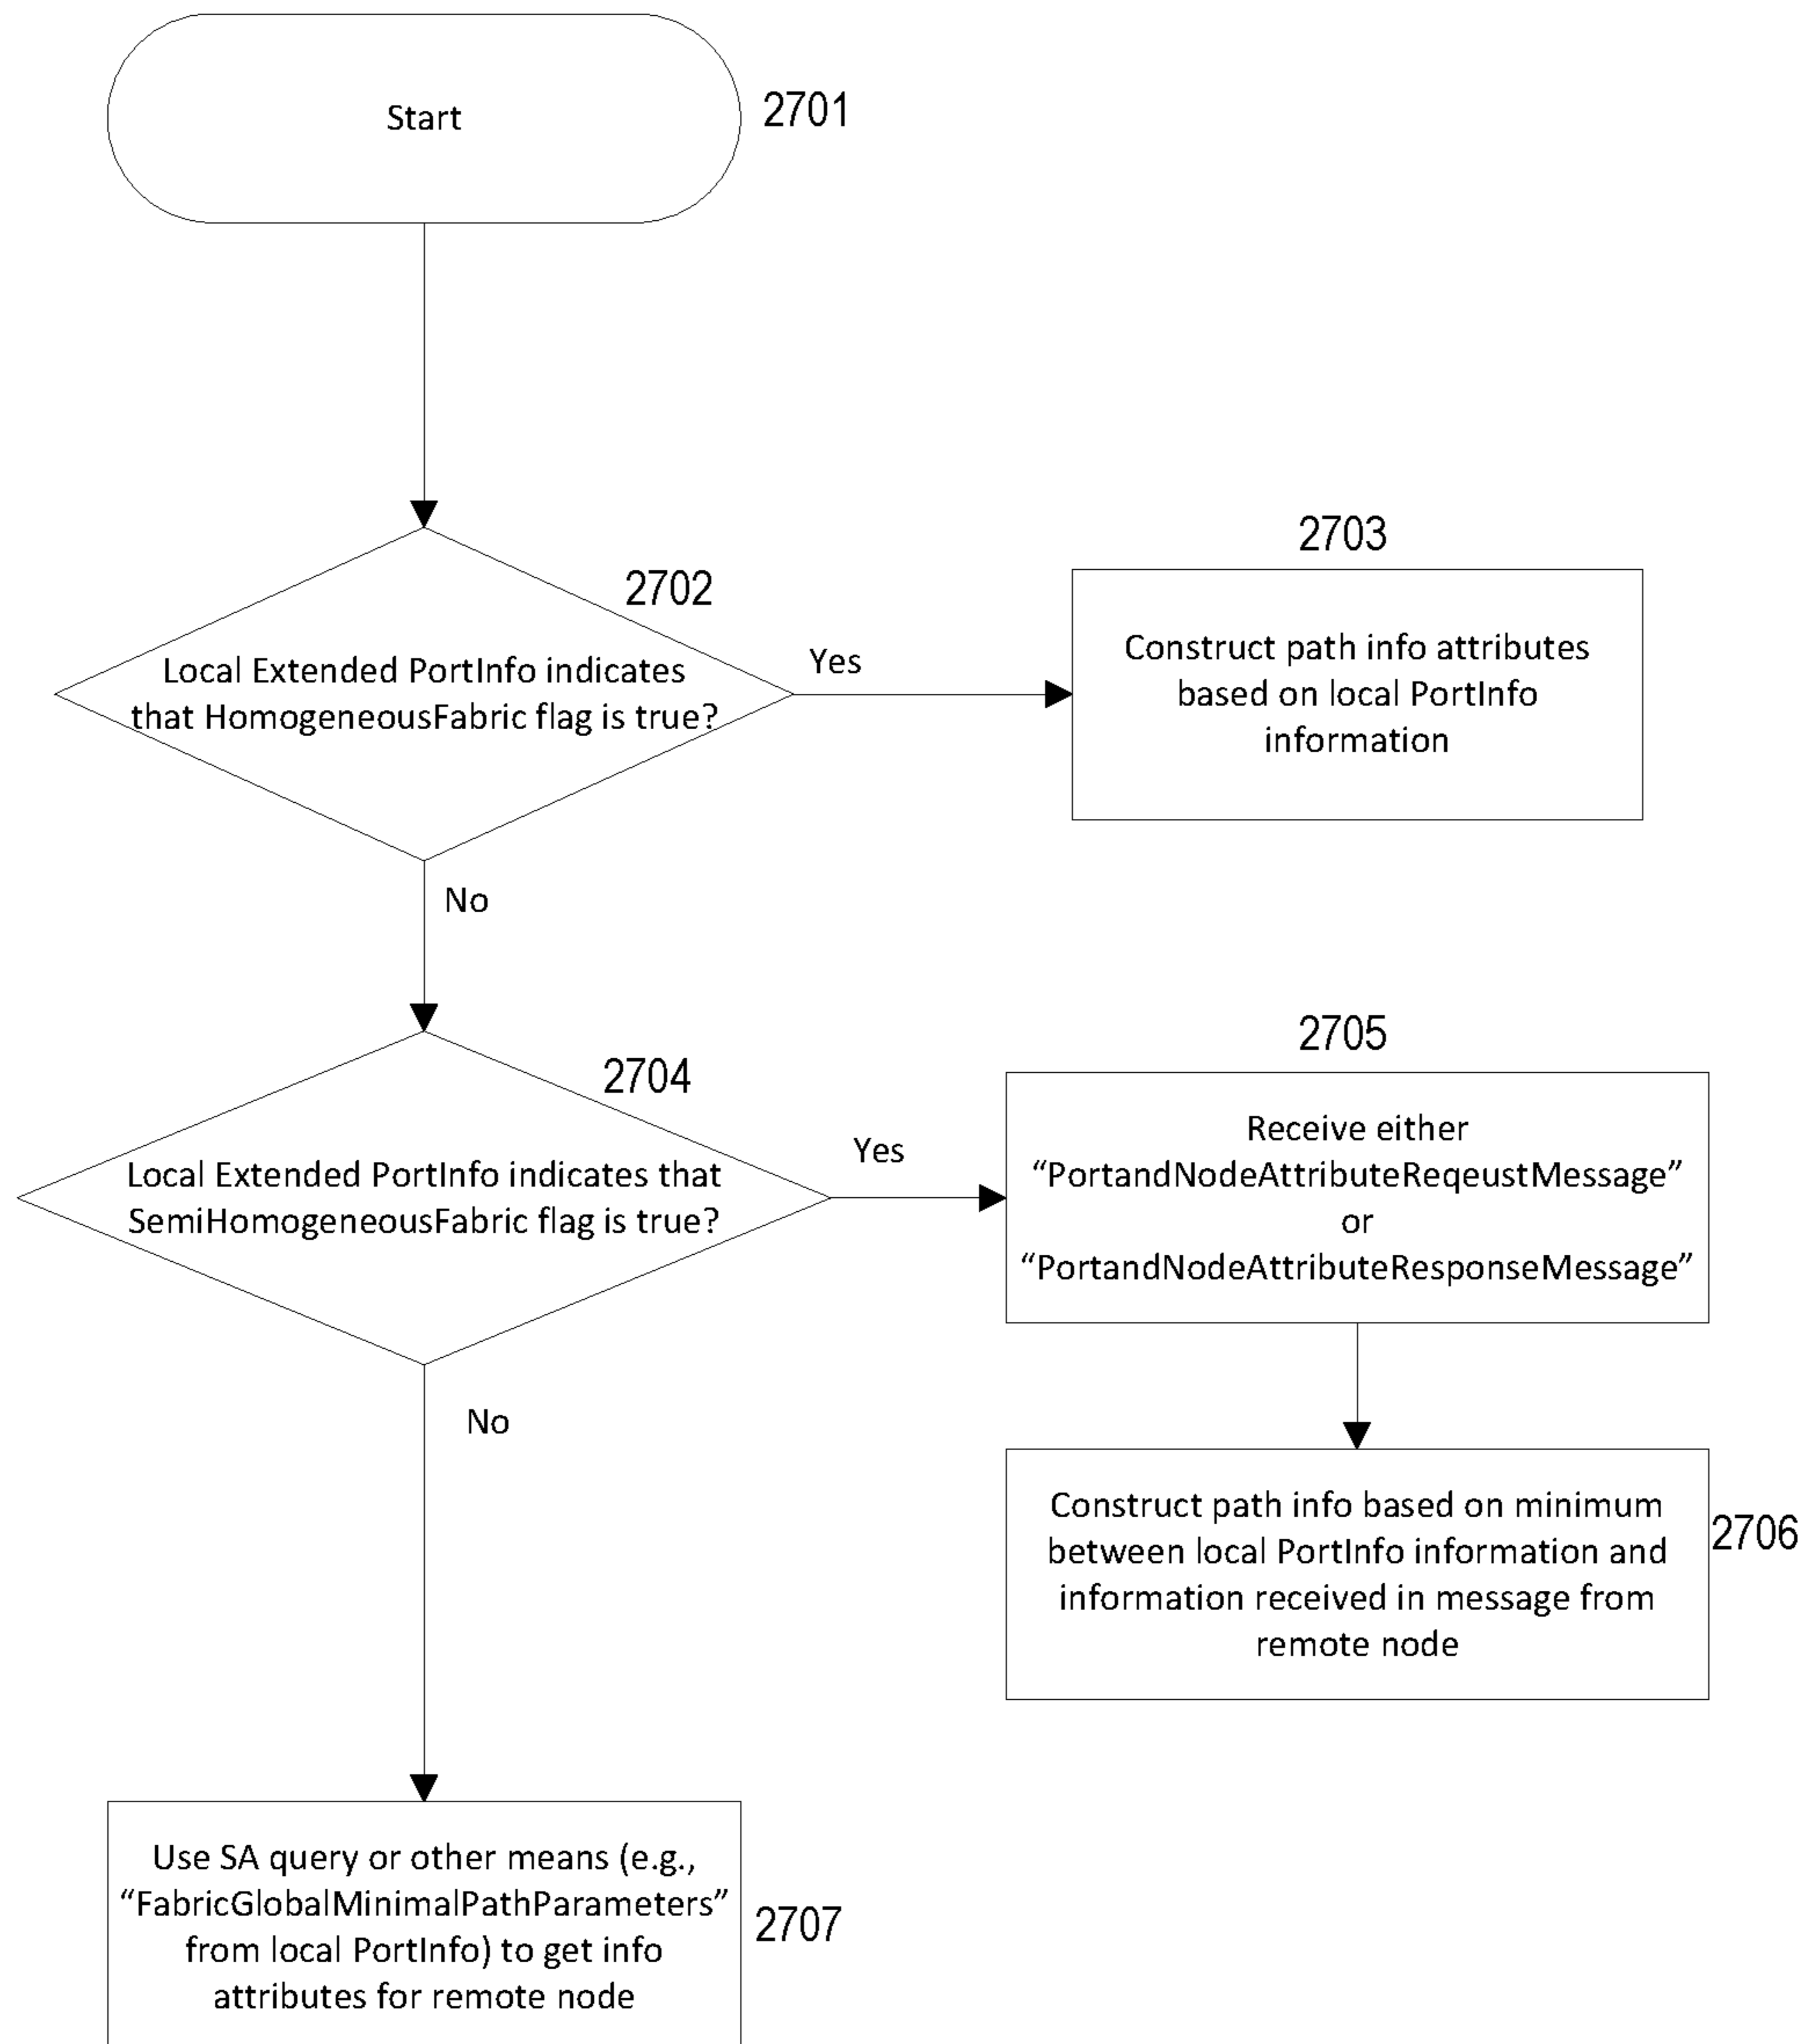 Start
2701
2702
Local Extended PortInfo indicates
that HomogeneousFabric flag is true?
Yes
2703
Construct path info attributes
based on local PortInfo
information
No
2704
Local Extended PortInfo indicates that
SemiHomogeneousFabric flag is true?
Yes
2705
Receive either
“PortandNodeAttributeReqeustMessage”
or
“PortandNodeAttributeResponseMessage”
No
Construct path info based on minimum
between local PortInfo information and
information received in message from
remote node
2706
Use SA query or other means (e.g.,
“FabricGlobalMinimalPathParameters”
from local PortInfo) to get info
attributes for remote node
2707